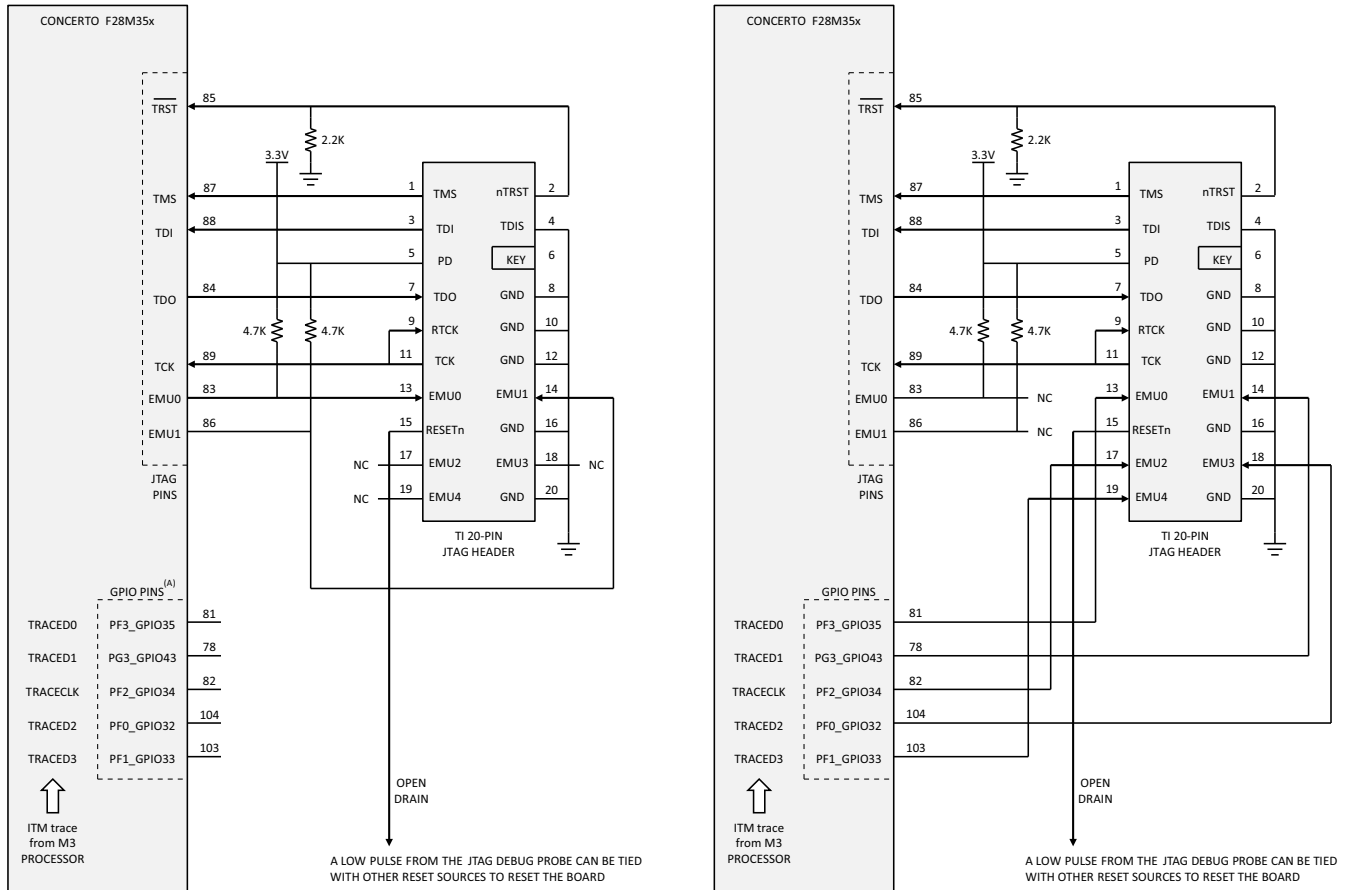 CONCERTO F28M35x
TRST
85
2.2K
3.3V
TMS
87
1
TMS
nTRST
2
TDI
88
3
TDI
TDIS
4
5
PD
KEY
6
TDO
84
7
TDO
GND
8
4.7K
4.7K
9
RTCK
GND
10
TCK
89
11
TCK
GND
12
EMU0
83
13
EMU0
EMU1
14
EMU1
86
15
RESETn
GND
16
NC
17
EMU2
EMU3
18
NC
NC
19
EMU4
GND
20
JTAG
PINS
TI 20-PIN
JTAG HEADER
GPIO PINS(A)
TRACED0
PF3_GPIO35
81
TRACED1
PG3_GPIO43
78
TRACECLK
PF2_GPIO34
82
TRACED2
PF0_GPIO32
104
TRACED3
PF1_GPIO33
103
OPEN
DRAIN
ITM trace
from M3
PROCESSOR
A LOW PULSE FROM THE JTAG DEBUG PROBE CAN BE TIED
WITH OTHER RESET SOURCES TO RESET THE BOARD
CONCERTO F28M35x
TRST
85
2.2K
3.3V
TMS
87
1
TMS
nTRST
2
TDI
88
3
TDI
TDIS
4
5
PD
KEY
6
TDO
84
7
TDO
GND
8
4.7K
4.7K
9
RTCK
GND
10
TCK
89
11
TCK
GND
12
EMU0
83
NC
13
EMU0
EMU1
14
EMU1
86
NC
15
RESETn
GND
16
17
EMU2
EMU3
18
19
EMU4
GND
20
JTAG
PINS
TI 20-PIN
JTAG HEADER
GPIO PINS
TRACED0
PF3_GPIO35
81
TRACED1
PG3_GPIO43
78
TRACECLK
PF2_GPIO34
82
TRACED2
PF0_GPIO32
104
TRACED3
PF1_GPIO33
103
OPEN
DRAIN
ITM trace
from M3
PROCESSOR
A LOW PULSE FROM THE JTAG DEBUG PROBE CAN BE TIED
WITH OTHER RESET SOURCES TO RESET THE BOARD